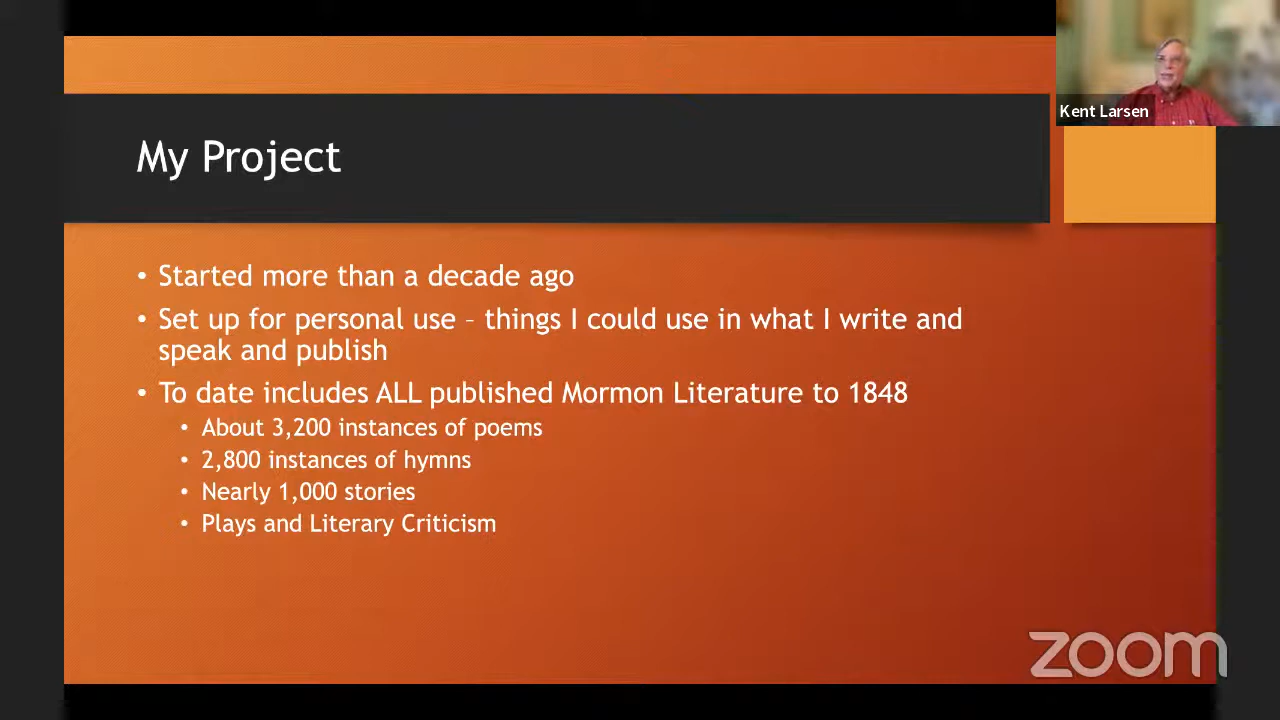 Kent Larsen
My Project
• Started more than a decade ago
• Set up for personal use – things I could use in what I write and
speak and publish
• To date includes ALL published Mormon Literature to 1848
• About 3,200 instances of poems
• 2,800 instances of hymns
• Nearly 1,000 stories
• Plays and Literary Criticism
zoom